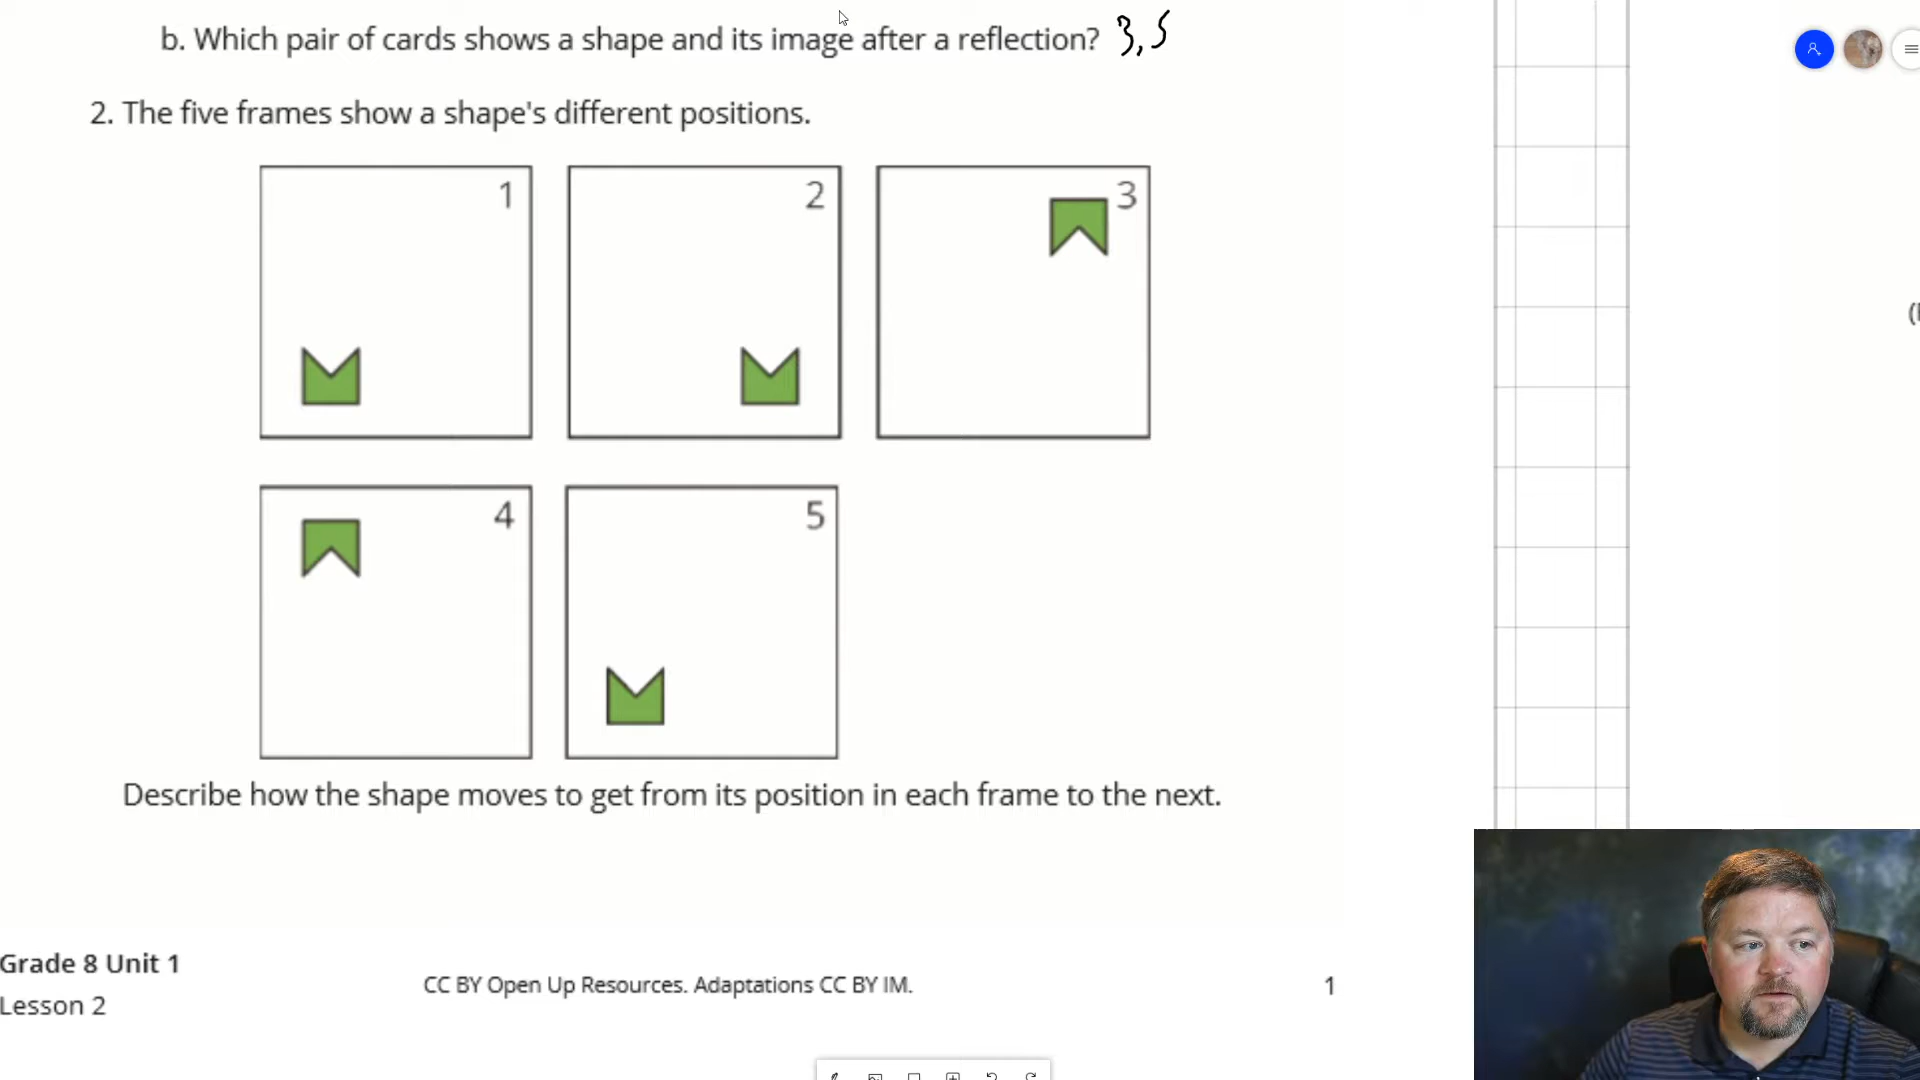 b. Which pair of cards shows a shape and its image after a reflection? 3, 5
2. The five frames show a shape's different positions.
1
2
3
4
5
Describe how the shape moves to get from its position in each frame to the next.
Grade 8 Unit 1
Lesson 2
CC BY Open Up Resources. Adaptations CC BY IM.
1